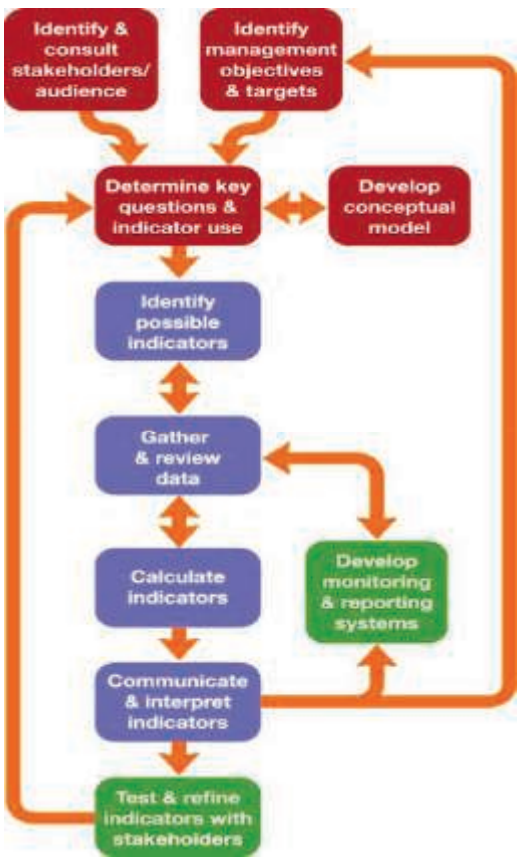 Identify &
consult
stakeholders/
audience
Identify
management
objectives
& targets
Determine key
questions &
indicator use
Develop
conceptual
model
Identify
possible
indicators
Gather
& review
data
Calculate
indicators
Develop
monitoring
& reporting
systems
Communicate
& interpret
indicators
Test & refine
indicators with
stakeholders